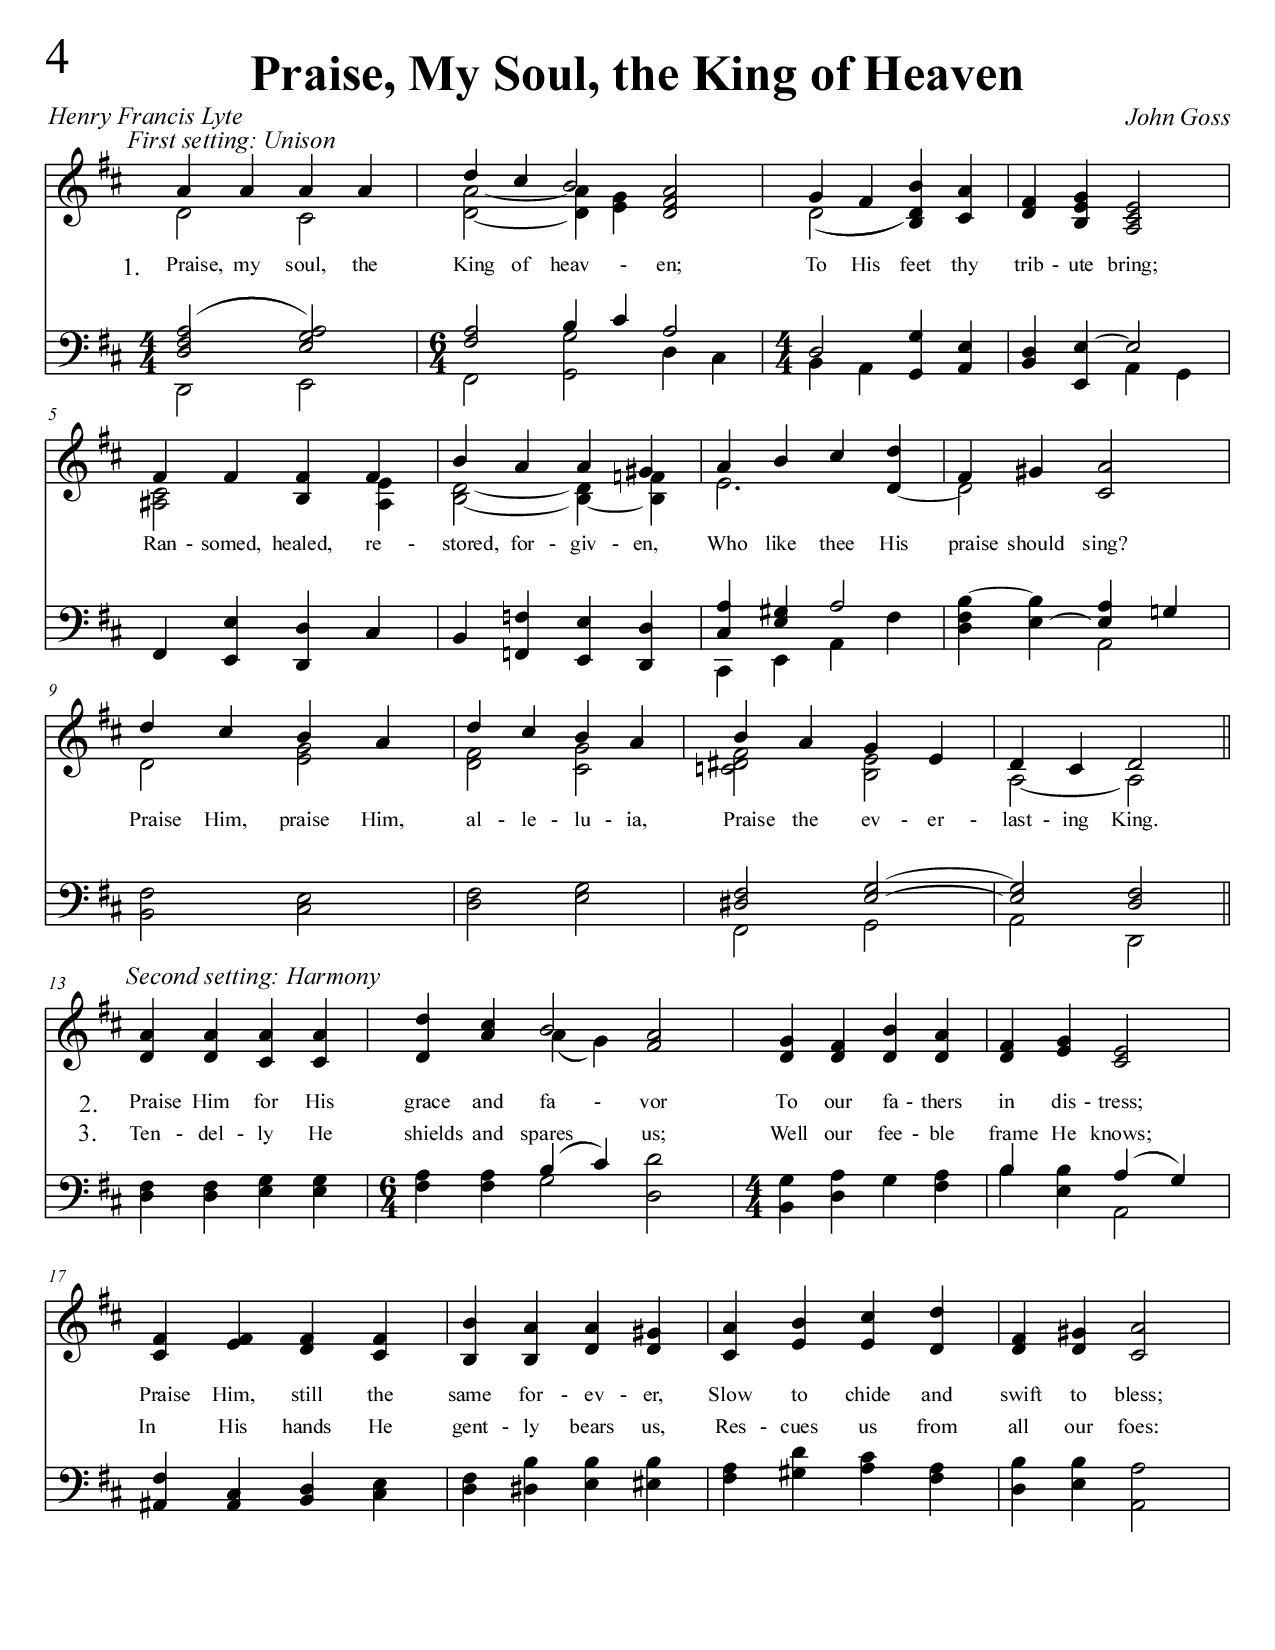 4
Praise, My Soul, the King of Heaven
Henry Francis Lyte
John Goss
First setting: Unison
1. Praise, my soul, the King of heav - en; To His feet thy trib - ute bring;
4 4 6 4 4 4
5
Ran - somed, healed, re - stored, for - giv - en, Who like thee His praise should sing?
9
Praise Him, praise Him, al - le - lu - ia, Praise the ev - er - last - ing King.
Second setting: Harmony
13
2. Praise Him for His grace and fa - vor To our fa - thers in dis - tress;
3. Ten - del - ly He shields and spares us; Well our fee - ble frame He knows;
6 4 4 4
17
Praise Him, still the same for - ev - er, Slow to chide and swift to bless;
In His hands He gent - ly bears us, Res - cues us from all our foes: